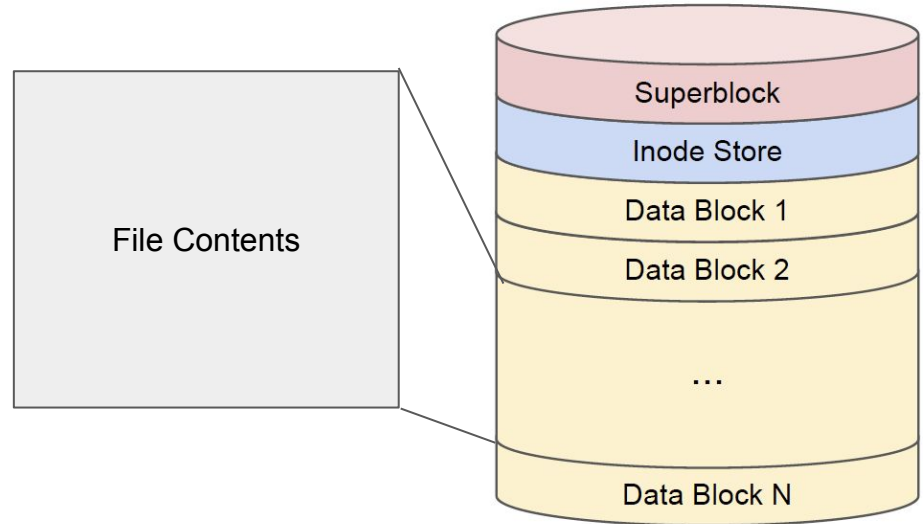 Superblock
Inode Store
Data Block 1
File Contents
Data Block 2
...
Data Block N